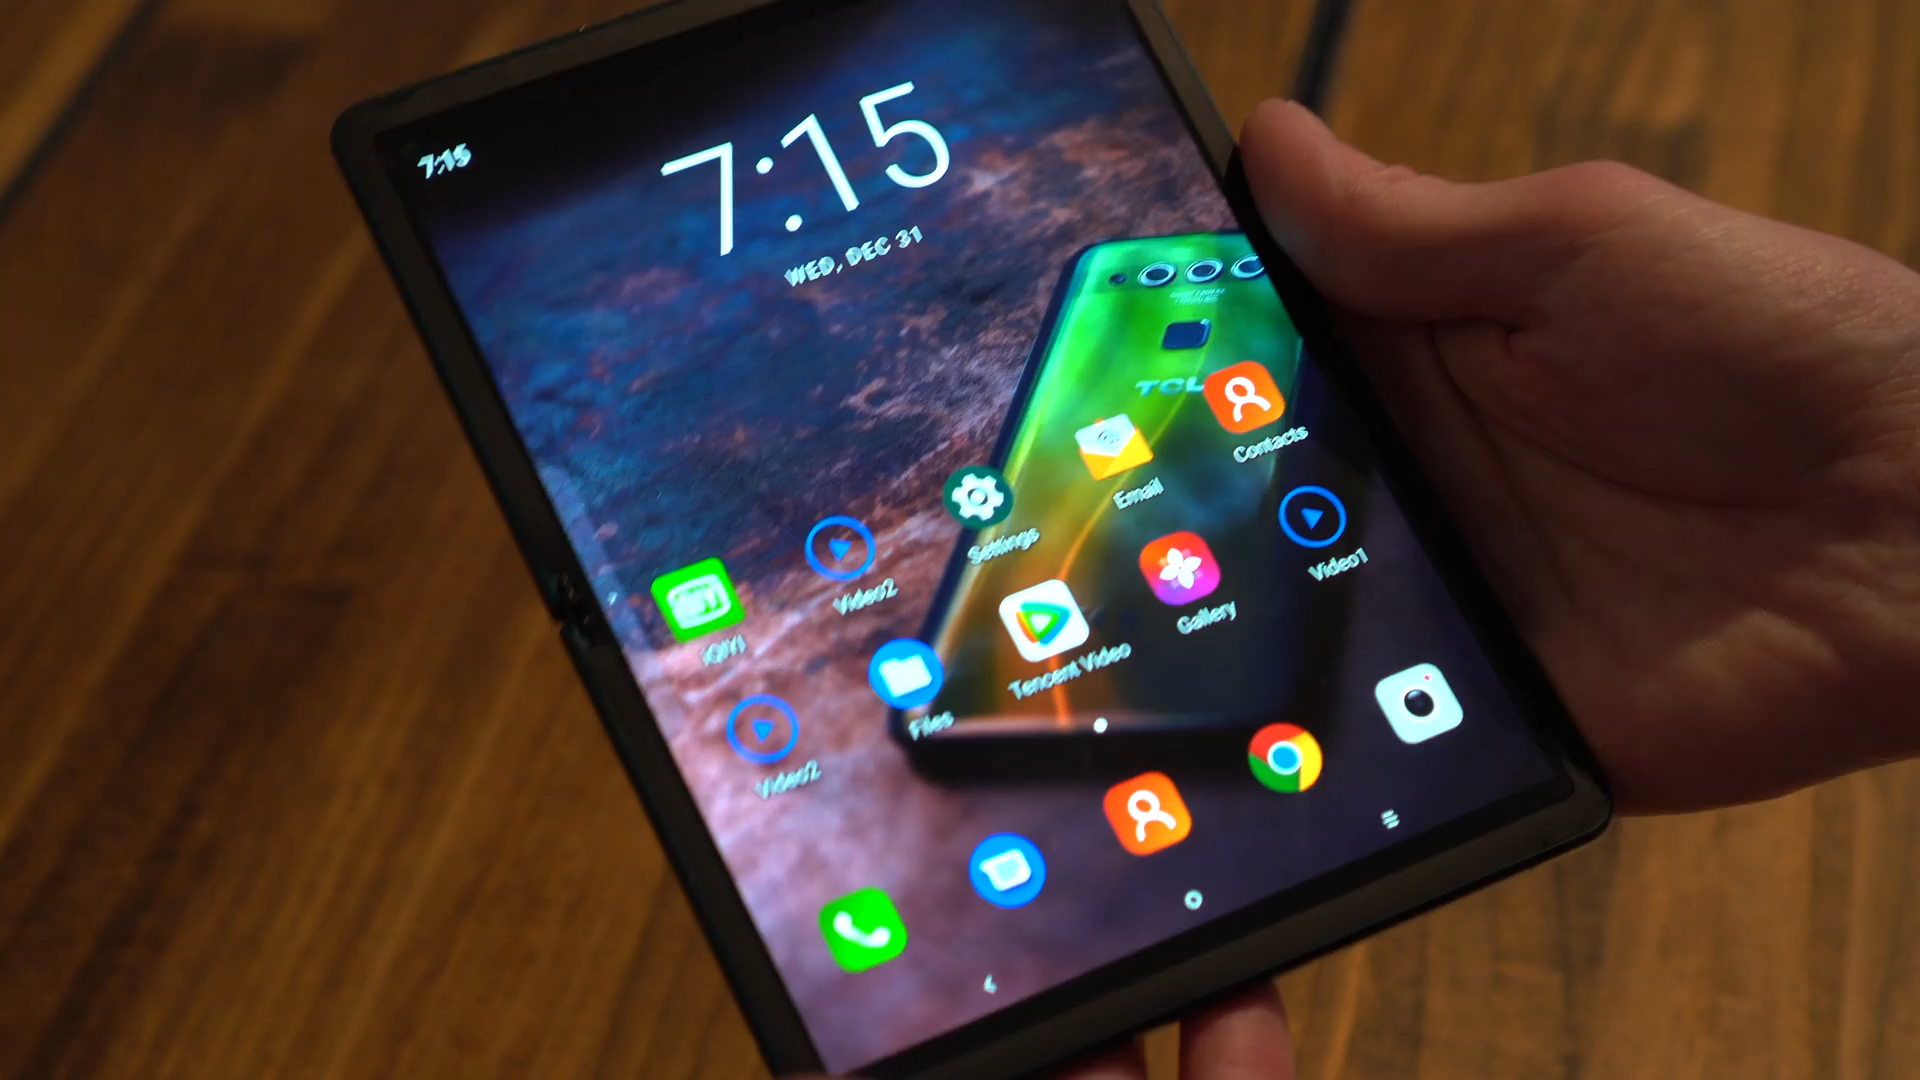 7:15
7:15
WED, DEC 31
TCL
Contacts
Email
Settings
Video2
iQIYI
Video1
Gallery
Tencent Video
Files
Video2